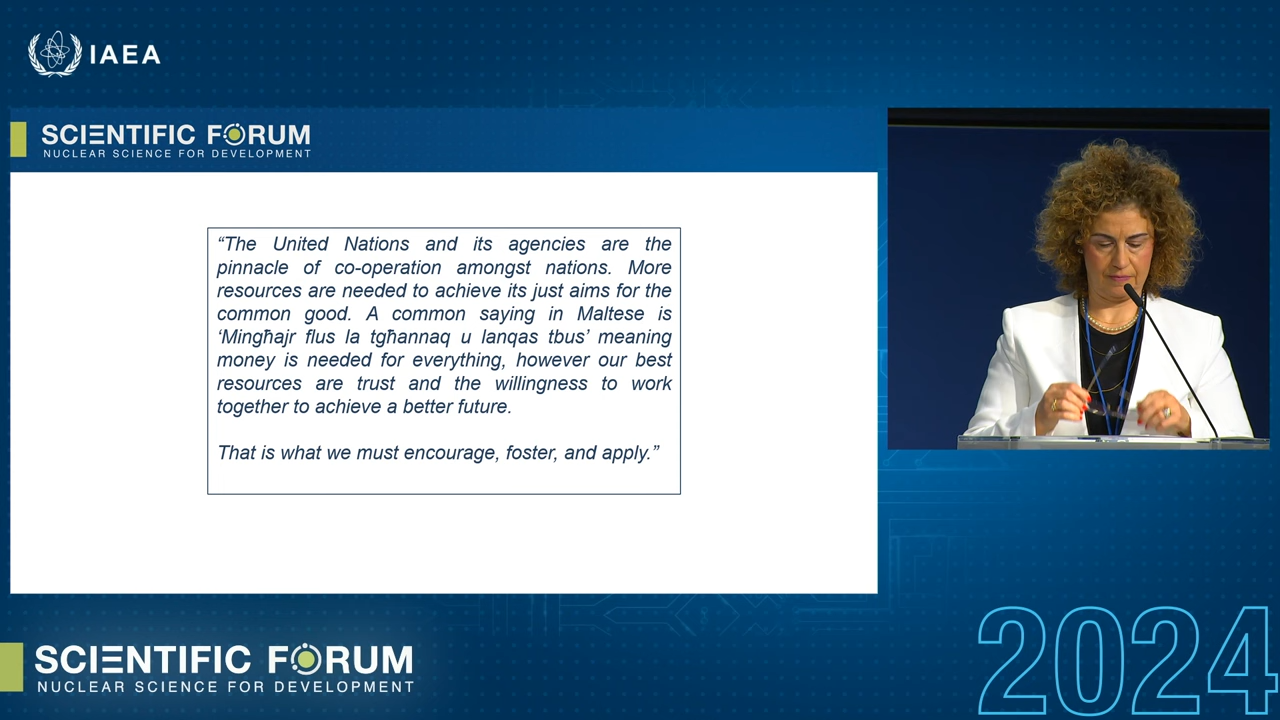 IAEA
SCIENTIFIC FORUM
NUCLEAR SCIENCE FOR DEVELOPMENT
“The United Nations and its agencies are the
pinnacle of co-operation amongst nations. More
resources are needed to achieve its just aims for the
common good. A common saying in Maltese is
‘Mingħajr flus la tgħannaq u lanqas tbus’ meaning
money is needed for everything, however our best
resources are trust and the willingness to work
together to achieve a better future.
That is what we must encourage, foster, and apply.”
SCIENTIFIC FORUM
NUCLEAR SCIENCE FOR DEVELOPMENT
2024